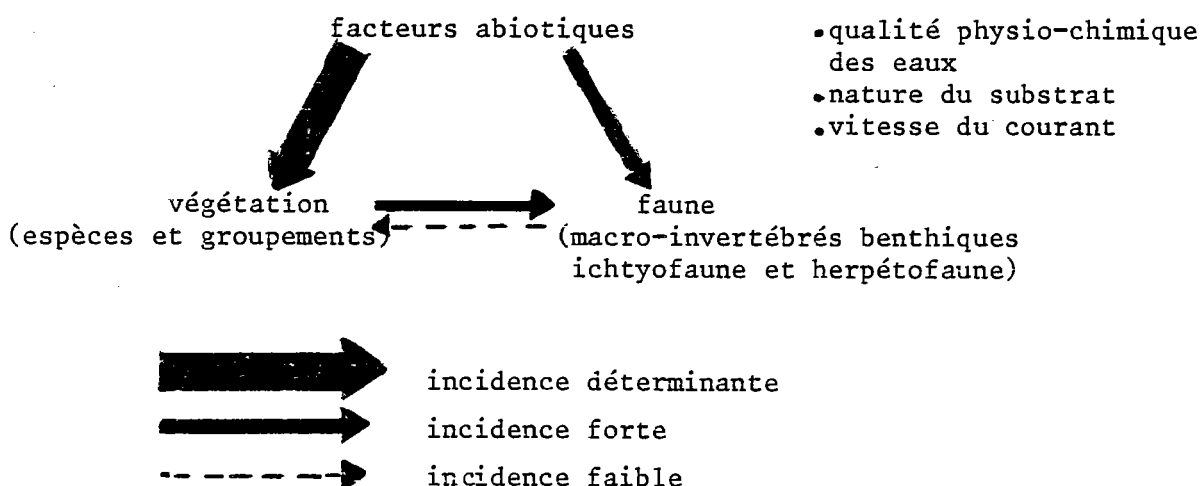 facteurs abiotiques
•qualité physio-chimique
des eaux
•nature du substrat
•vitesse du courant
végétation
(espèces et groupements)
faune
(macro-invertébrés benthiques
ichtyofaune et herpétofaune)
incidence déterminante
incidence forte
incidence faible